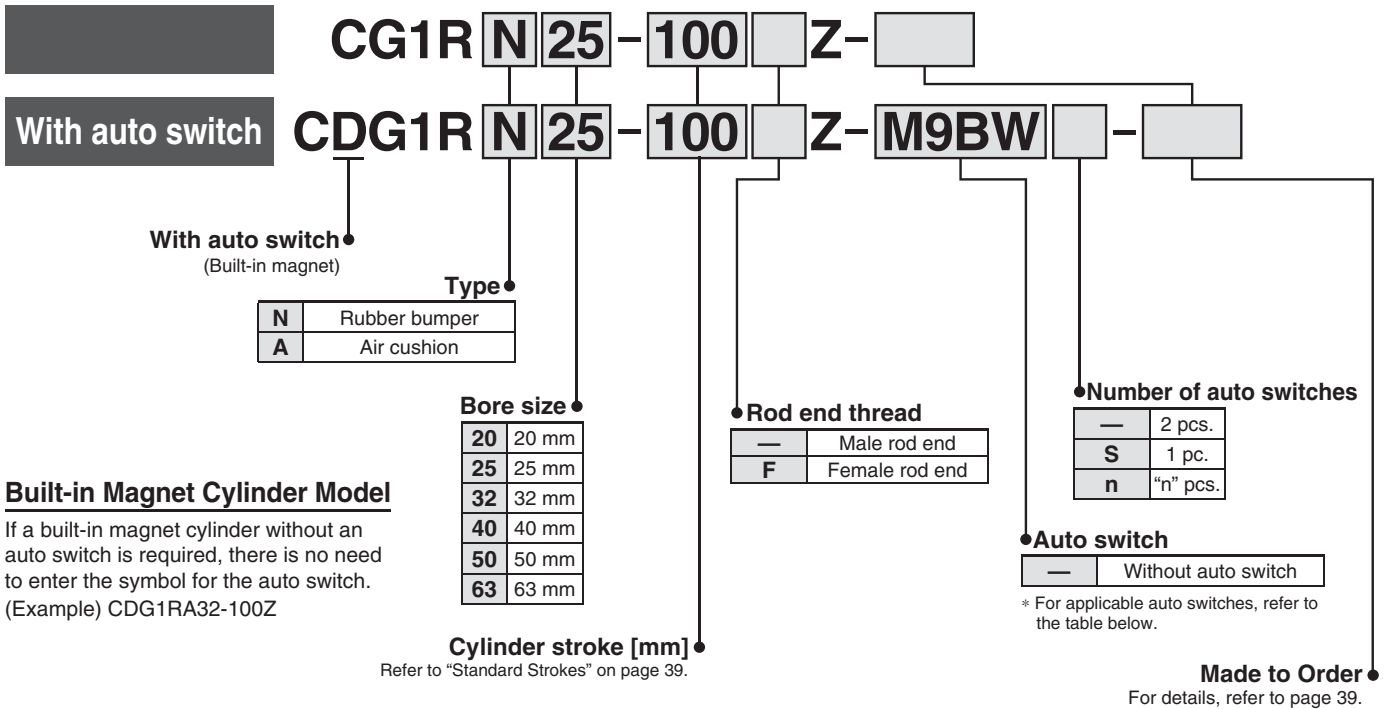 CG1R N 25 - 100 Z-
With auto switch CDG1R N 25 - 100 Z- M9BW -
With auto switch
(Built-in magnet)
Type
N Rubber bumper
A Air cushion
Bore size
20 20 mm
25 25 mm
32 32 mm
40 40 mm
50 50 mm
63 63 mm
Built-in Magnet Cylinder Model
If a built-in magnet cylinder without an
auto switch is required, there is no need
to enter the symbol for the auto switch.
(Example) CDG1RA32-100Z
Cylinder stroke [mm]
Refer to “Standard Strokes” on page 39.
Rod end thread
— Male rod end
F Female rod end
Number of auto switches
— 2 pcs.
S 1 pc.
n “n” pcs.
Auto switch
— Without auto switch
* For applicable auto switches, refer to
the table below.
Made to Order
For details, refer to page 39.